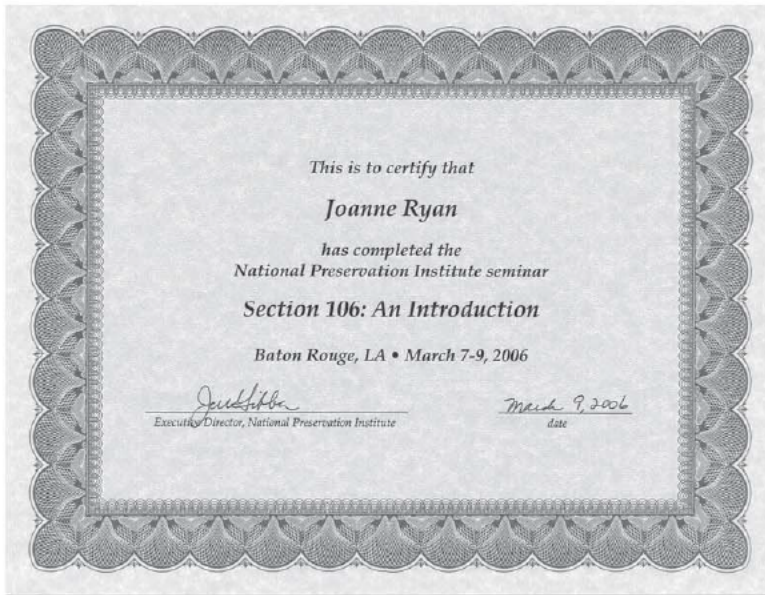 This is to certify that
Joanne Ryan
has completed the
National Preservation Institute seminar
Section 106: An Introduction
Baton Rouge, LA • March 7-9, 2006
March 9, 2006
Executive Director, National Preservation Institute
date